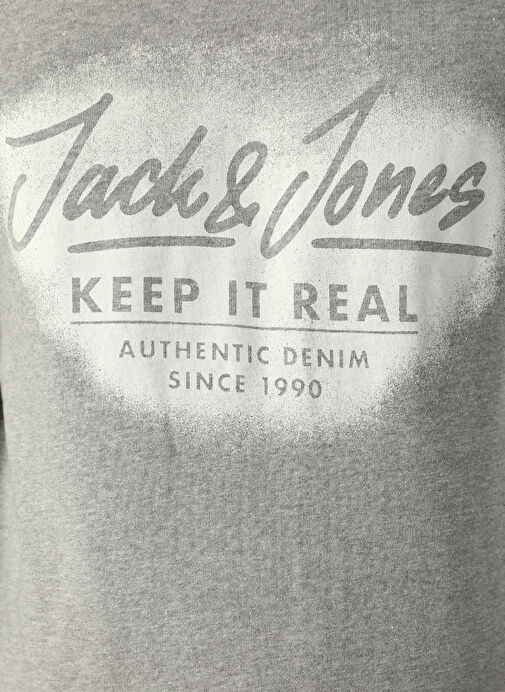 Jack & Jones
KEEP IT REAL
AUTHENTIC DENIM
SINCE 1990